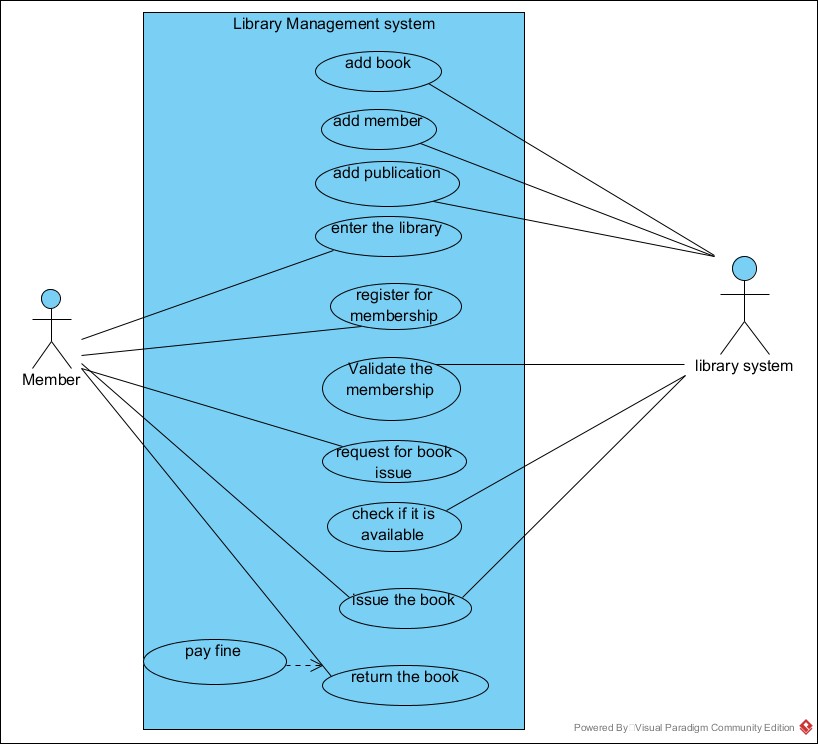 Library Management system
add book
add member
add publication
enter the library
register for
membership
Member
Validate the
membership
library system
request for book
issue
check if it is
available
issue the book
pay fine
return the book
Powered By Visual Paradigm Community Edition